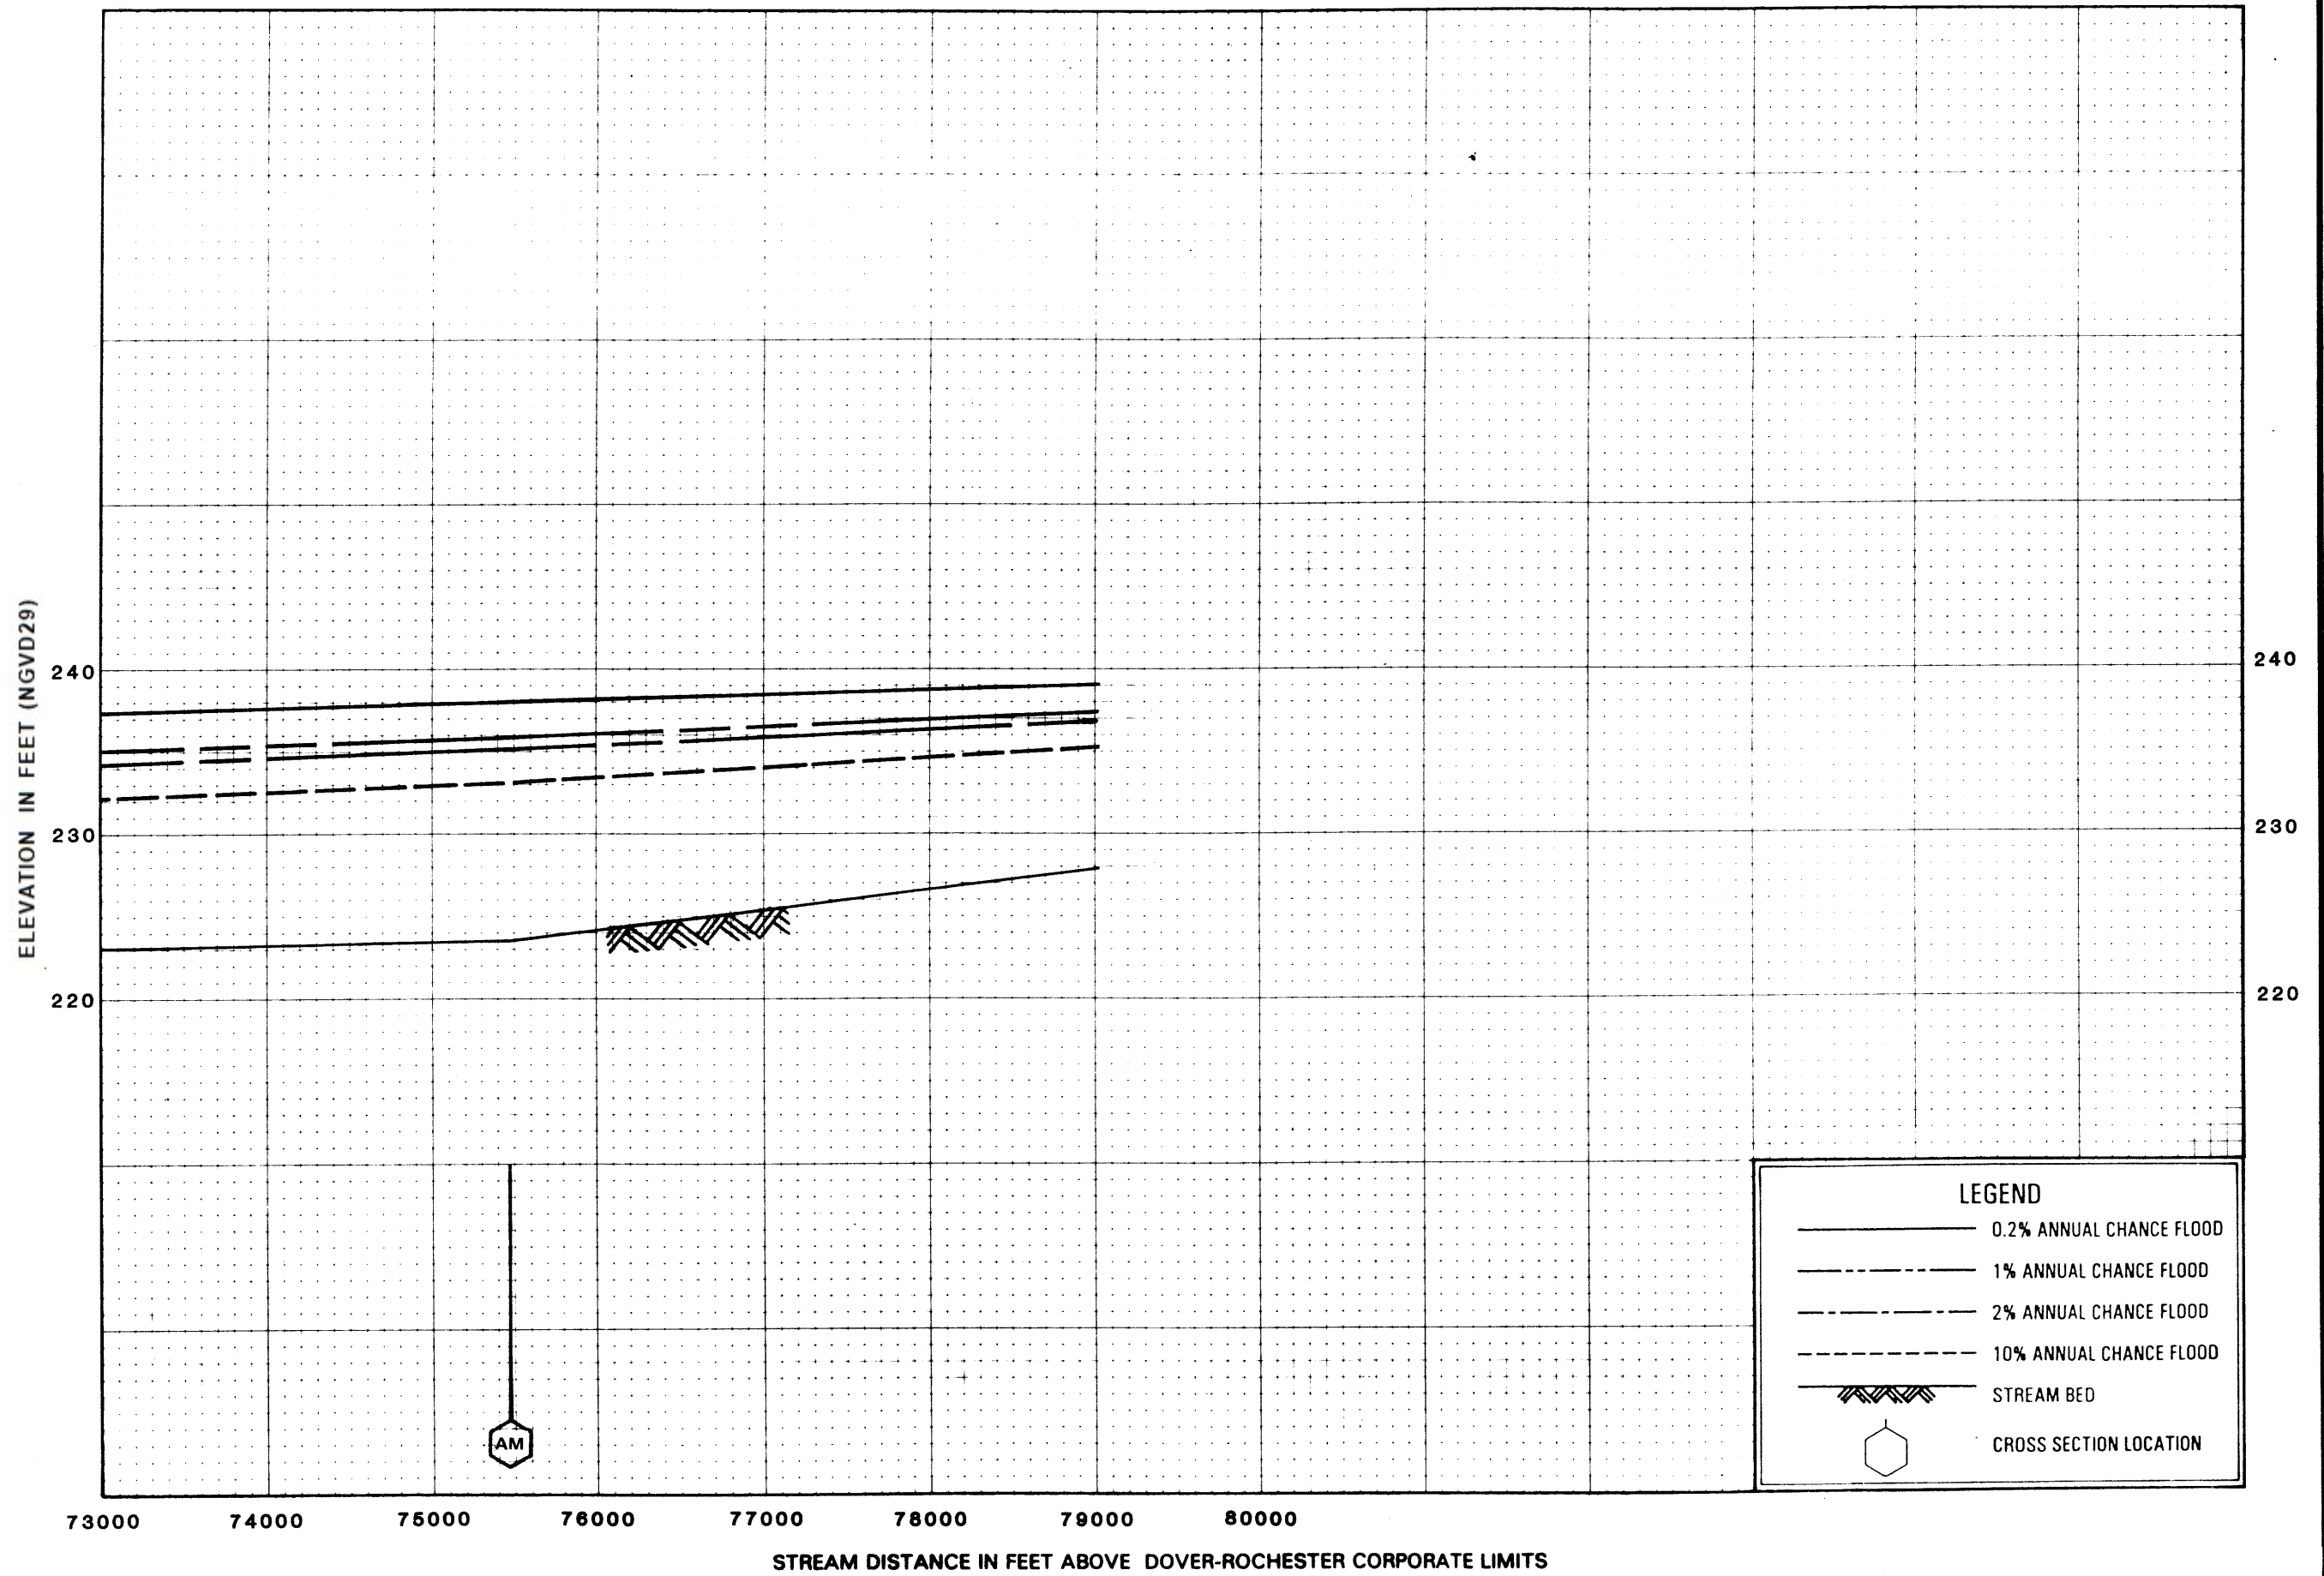 ELEVATION IN FEET (NGVD29)
240
230
220
240
230
220
AM
LEGEND
0.2% ANNUAL CHANCE FLOOD
1% ANNUAL CHANCE FLOOD
2% ANNUAL CHANCE FLOOD
10% ANNUAL CHANCE FLOOD
STREAM BED
CROSS SECTION LOCATION
73000 74000 75000 76000 77000 78000 79000 80000
STREAM DISTANCE IN FEET ABOVE DOVER-ROCHESTER CORPORATE LIMITS